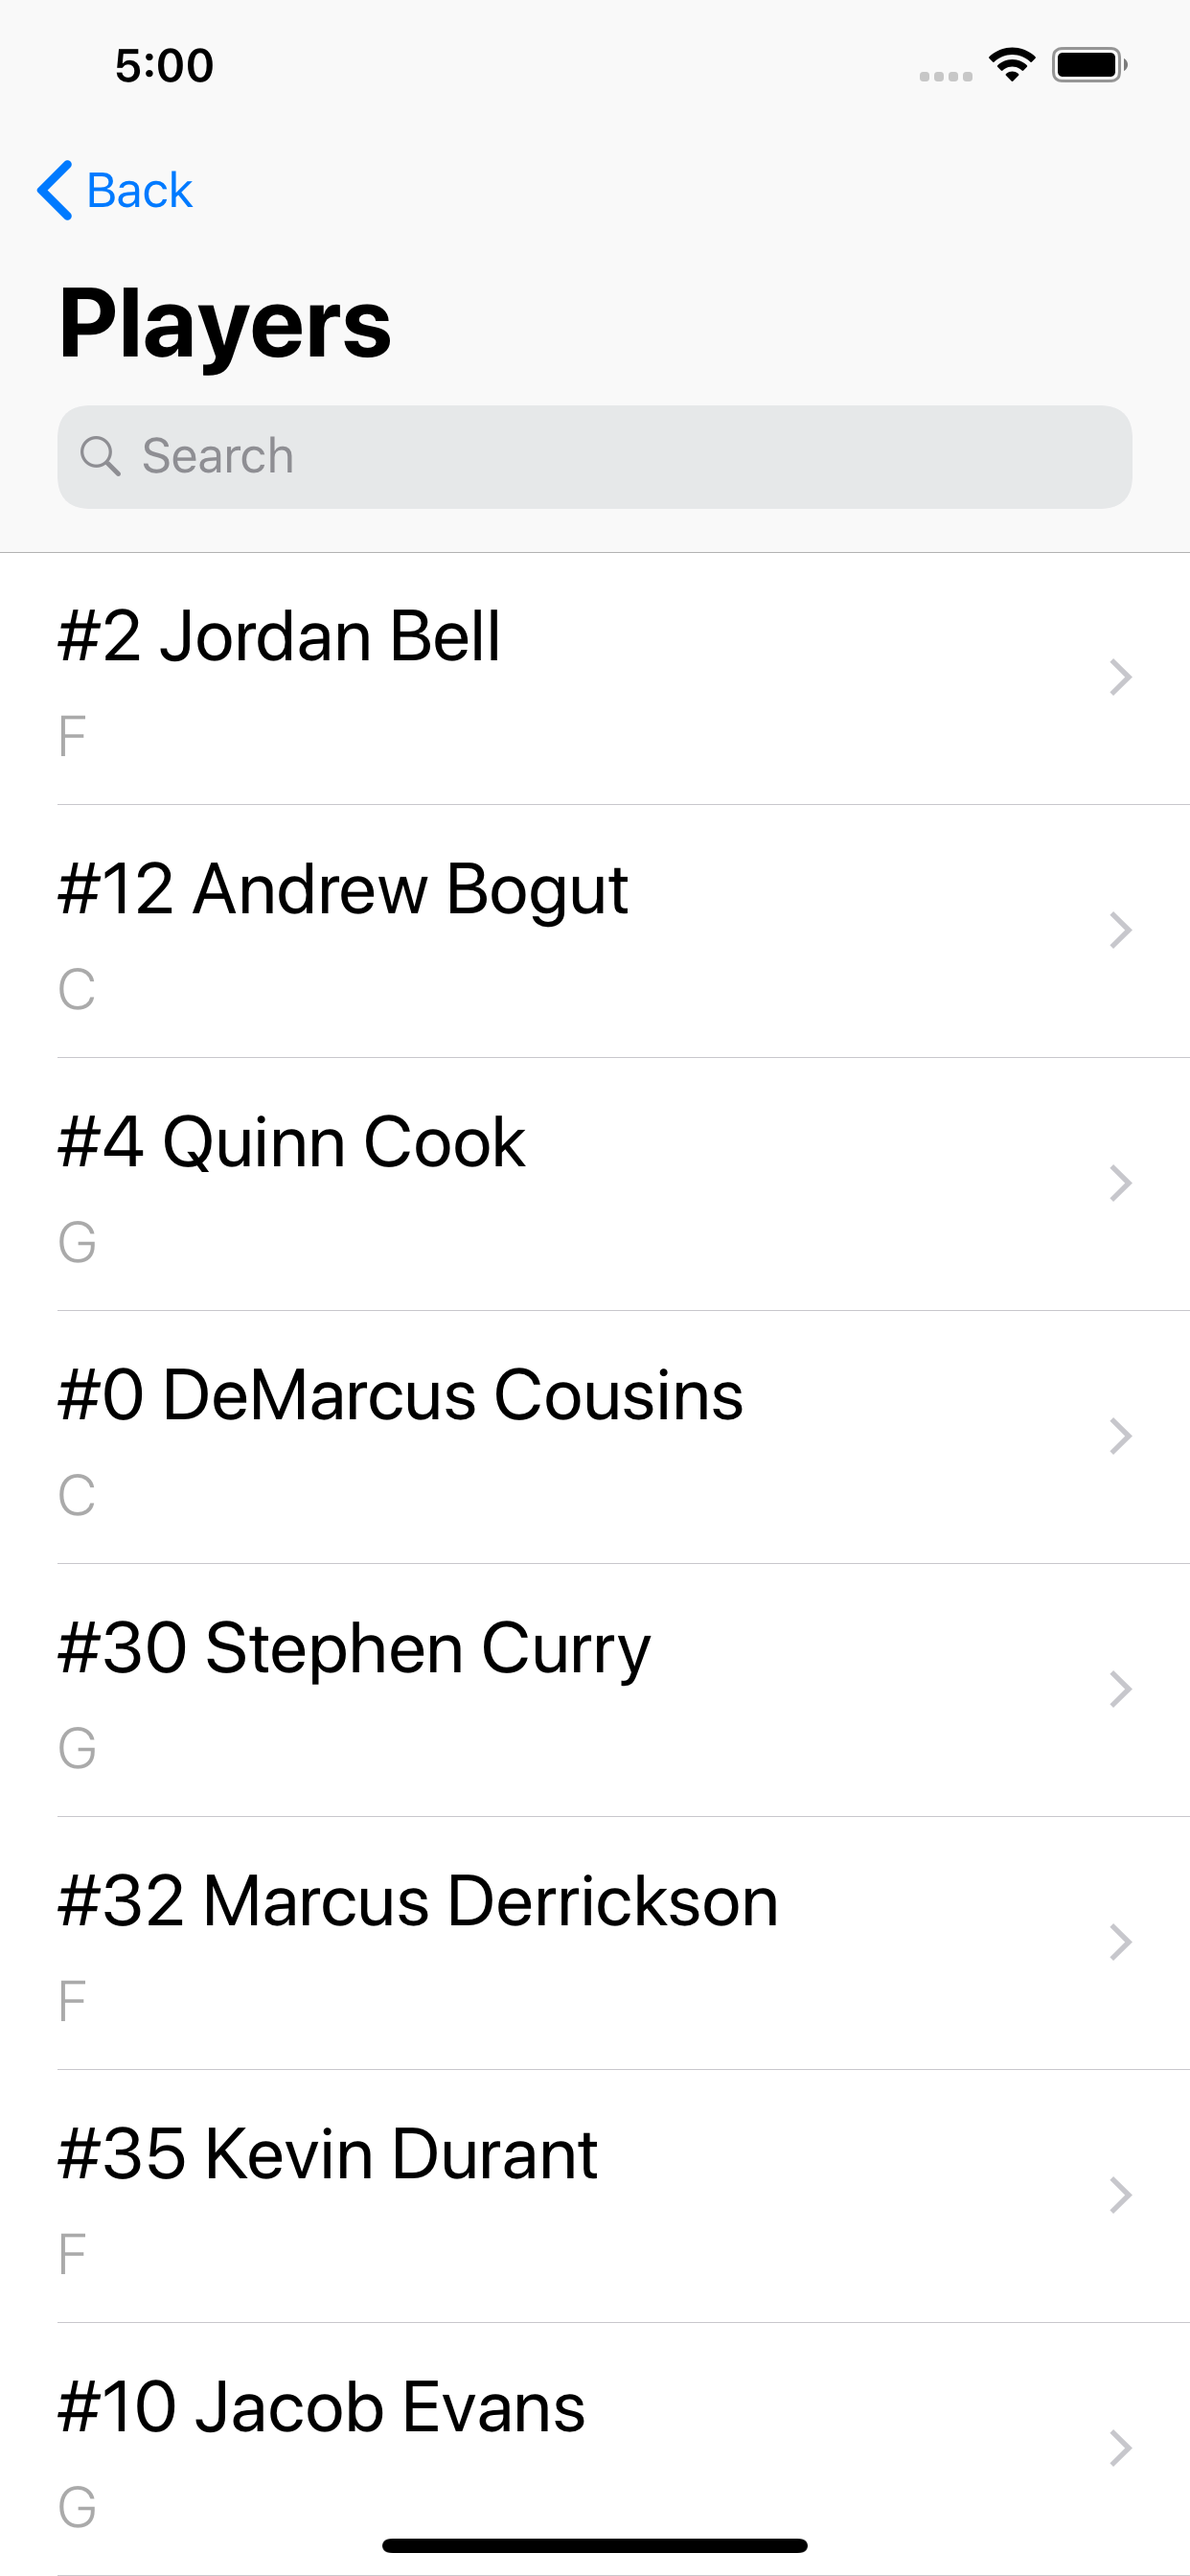 5:00
Back
Players
Search
#2 Jordan Bell
F
#12 Andrew Bogut
C
#4 Quinn Cook
G
#0 DeMarcus Cousins
C
#30 Stephen Curry
G
#32 Marcus Derrickson
F
#35 Kevin Durant
F
#10 Jacob Evans
G